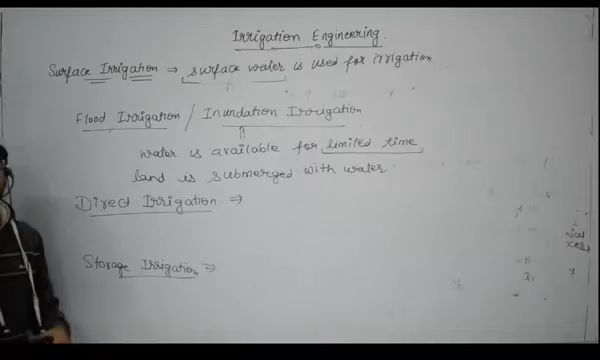 Irrigation Engineering.
Surface Irrigation ⇒ surface water is used for irrigation
Flood Irrigation / Inundation Irrigation
water is available for limited time
land is submerged with water.
Direct Irrigation ⇒
Storage Irrigation ⇒